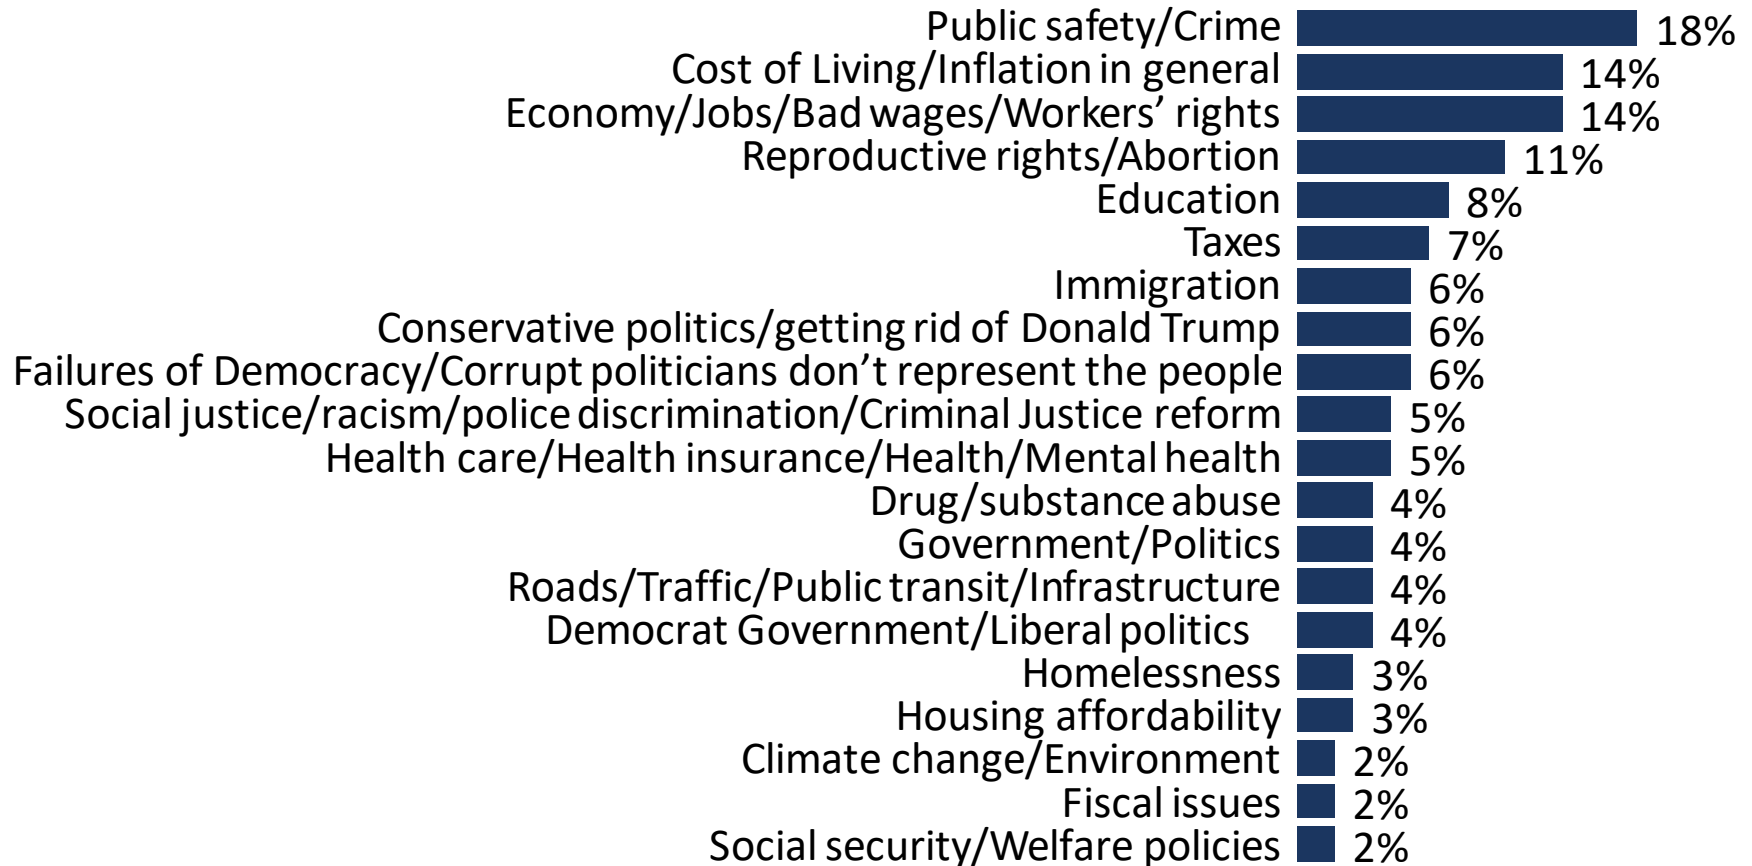 Public safety/Crime 18%
Cost of Living/Inflation in general 14%
Economy/Jobs/Bad wages/Workers’ rights 14%
Reproductive rights/Abortion 11%
Education 8%
Taxes 7%
Immigration 6%
Conservative politics/getting rid of Donald Trump 6%
Failures of Democracy/Corrupt politicians don’t represent the people 6%
Social justice/racism/police discrimination/Criminal Justice reform 5%
Health care/Health insurance/Health/Mental health 5%
Drug/substance abuse 4%
Government/Politics 4%
Roads/Traffic/Public transit/Infrastructure 4%
Democrat Government/Liberal politics 4%
Homelessness 3%
Housing affordability 3%
Climate change/Environment 2%
Fiscal issues 2%
Social security/Welfare policies 2%